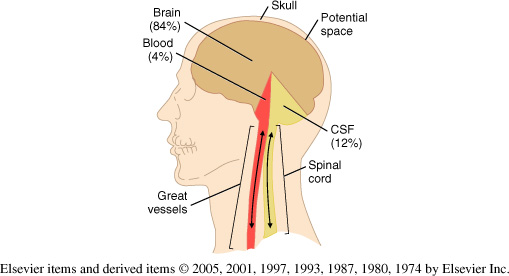 Skull
Brain
(84%)
Potential
space
Blood
(4%)
CSF
(12%)
Spinal
cord
Great
vessels
Elsevier items and derived items © 2005, 2001, 1997, 1993, 1987, 1980, 1974 by Elsevier Inc.